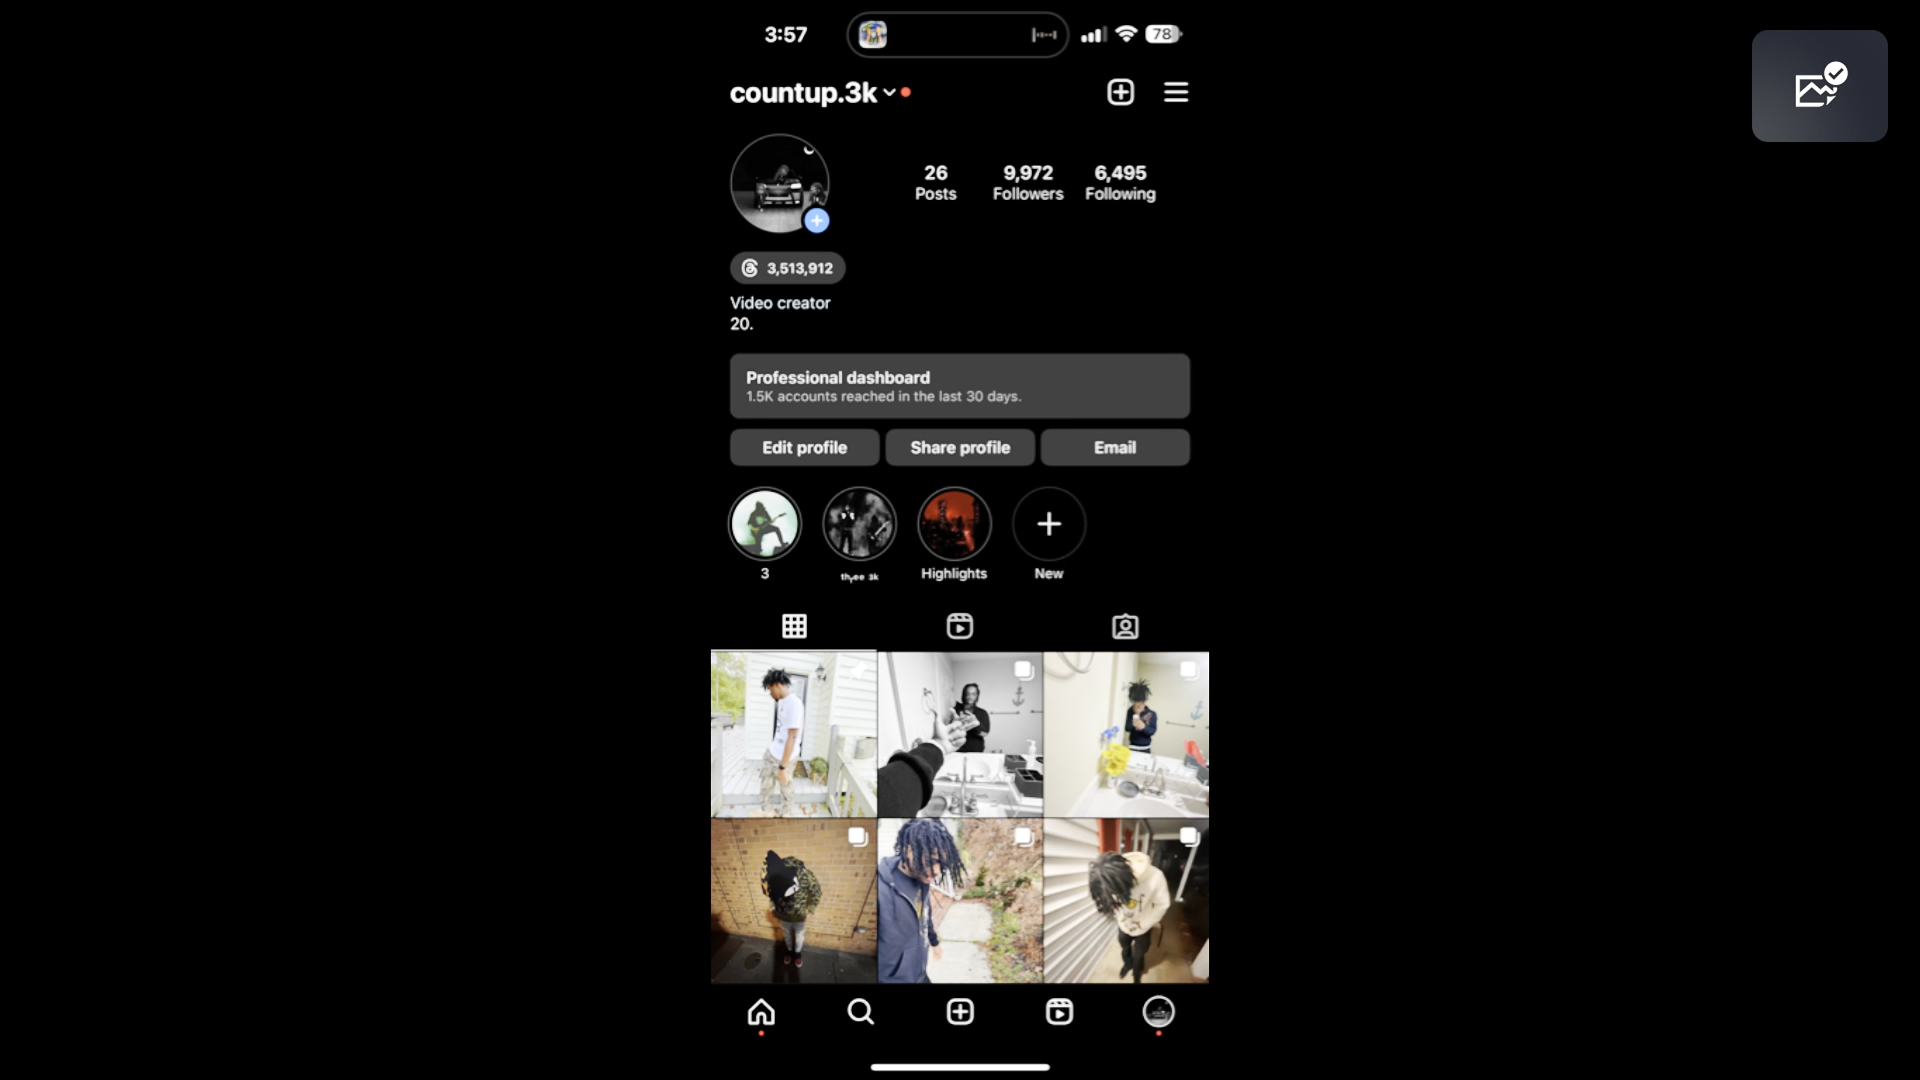 3:57
78
countup.3k
26 9,972 6,495
Posts Followers Following
3,513,912
Video creator
20.
Professional dashboard
1.5K accounts reached in the last 30 days.
Edit profile Share profile Email
3 three 3k Highlights New